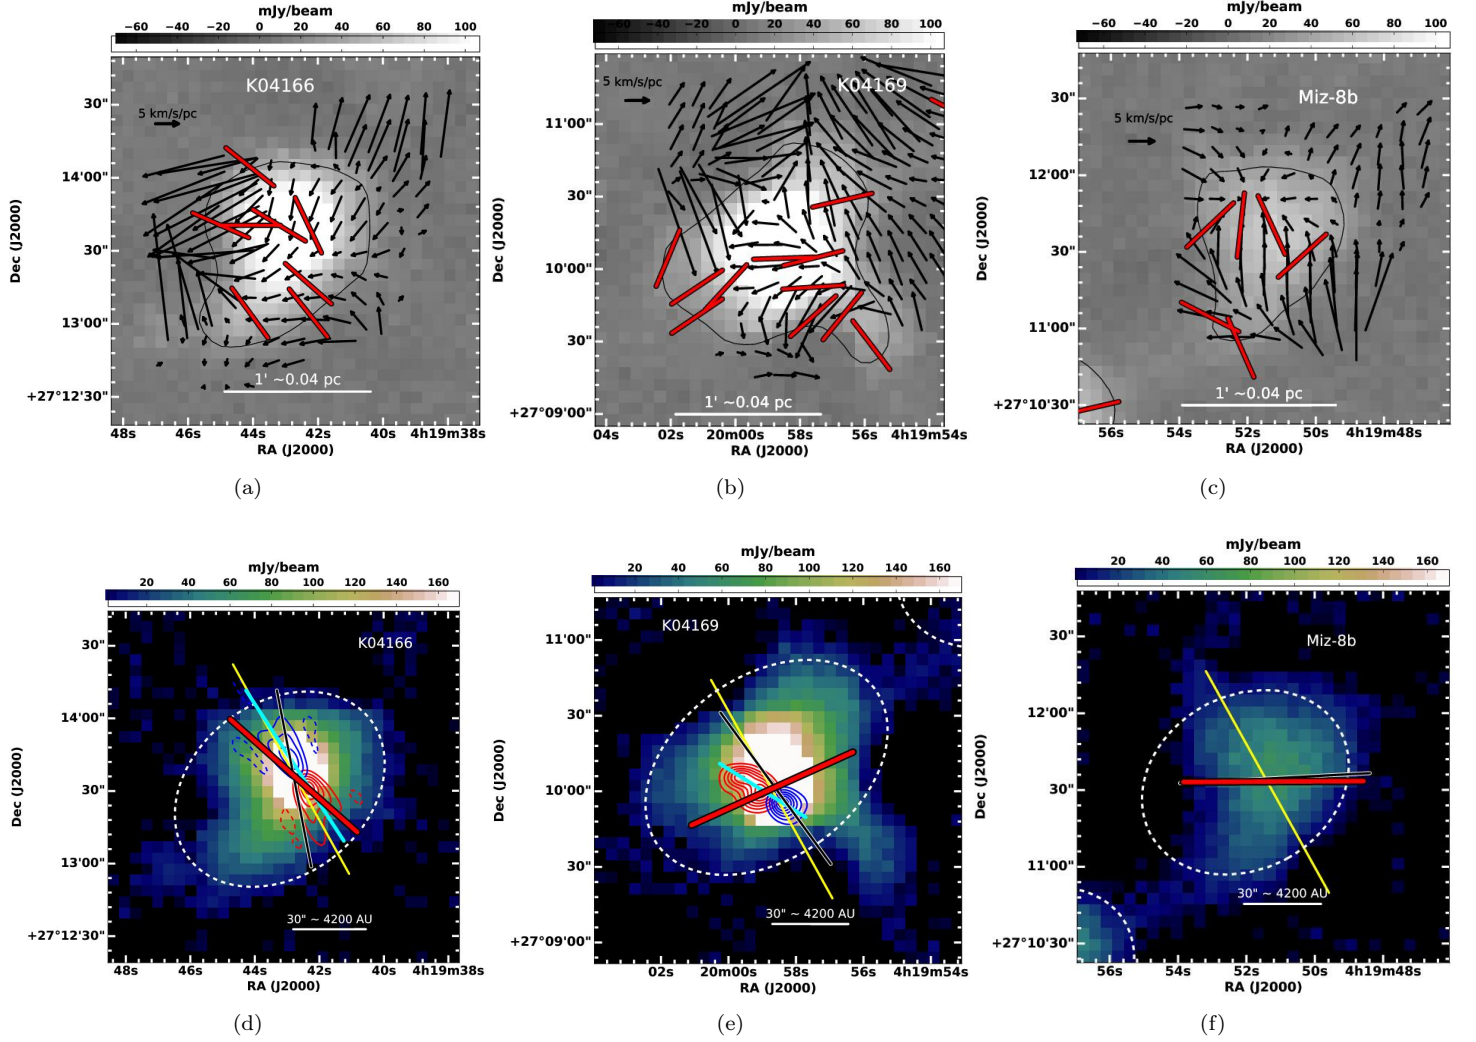 mJy/beam
−60 −40 −20 0 20 40 60 80 100
K04166
5 km/s/pc
30"
14'00"
30"
13'00"
+27°12'30"
Dec (J2000)
1' ~0.04 pc
48s 46s 44s 42s 40s 4h19m38s
RA (J2000)
(a)
mJy/beam
−60 −40 −20 0 20 40 60 80 100
K04169
5 km/s/pc
11'00"
30"
10'00"
30"
+27°09'00"
Dec (J2000)
1' ~0.04 pc
04s 02s 20m00s 58s 56s 4h19m54s
RA (J2000)
(b)
mJy/beam
−60 −40 −20 0 20 40 60 80 100
Miz-8b
5 km/s/pc
30"
12'00"
30"
11'00"
+27°10'30"
Dec (J2000)
1' ~0.04 pc
56s 54s 52s 50s 4h19m48s
RA (J2000)
(c)
mJy/beam
20 40 60 80 100 120 140 160
K04166
30"
14'00"
30"
13'00"
+27°12'30"
Dec (J2000)
30" ~ 4200 AU
48s 46s 44s 42s 40s 4h19m38s
RA (J2000)
(d)
mJy/beam
20 40 60 80 100 120 140 160
K04169
11'00"
30"
10'00"
30"
+27°09'00"
Dec (J2000)
30" ~ 4200 AU
02s 20m00s 58s 56s 4h19m54s
RA (J2000)
(e)
mJy/beam
20 40 60 80 100 120 140 160
Miz-8b
30"
12'00"
30"
11'00"
+27°10'30"
Dec (J2000)
30" ~ 4200 AU
56s 54s 52s 50s 4h19m48s
RA (J2000)
(f)